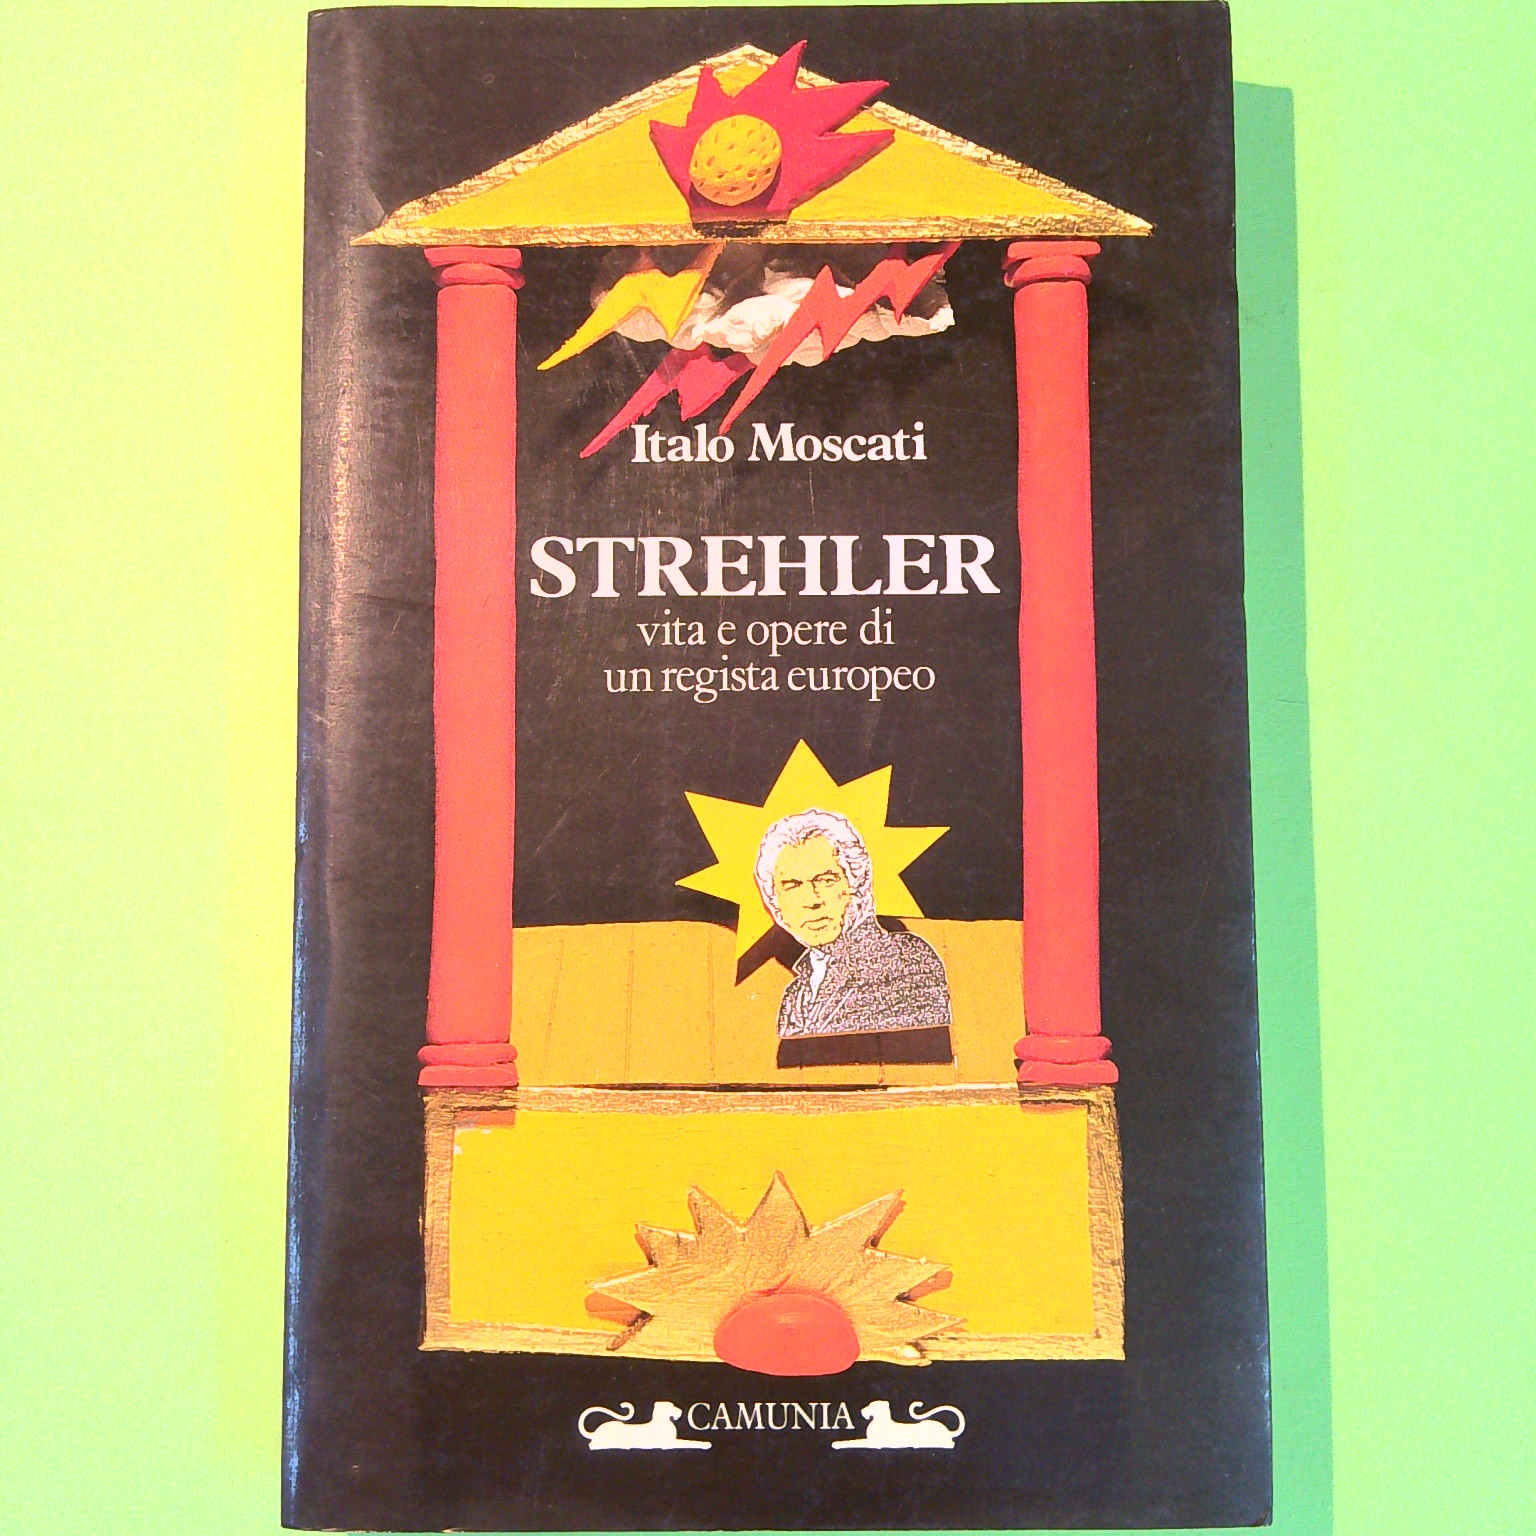 Italo Moscati
STREHLER
vita e opere di
un regista europeo
CAMUNIA